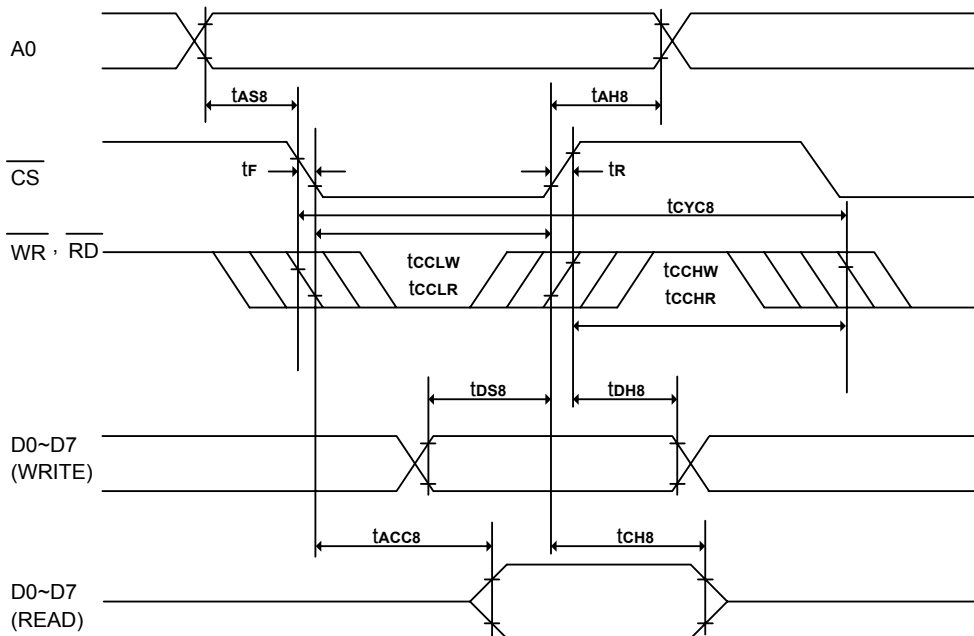 A0
tAS8
tAH8
CS
tF
tR
tCYC8
WR , RD
tCCLW
tCCLR
tCCHW
tCCHR
tDS8
tDH8
D0~D7
(WRITE)
tACC8
tCH8
D0~D7
(READ)